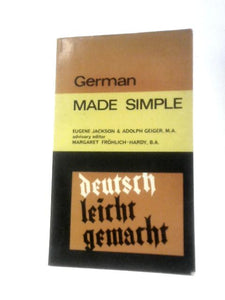 German
MADE SIMPLE
EUGENE JACKSON & ADOLPH GEIGER, M.A.
advisory editor
MARGARET FRÖHLICH-HARDY, B.A.
deutsch
leicht
gemacht